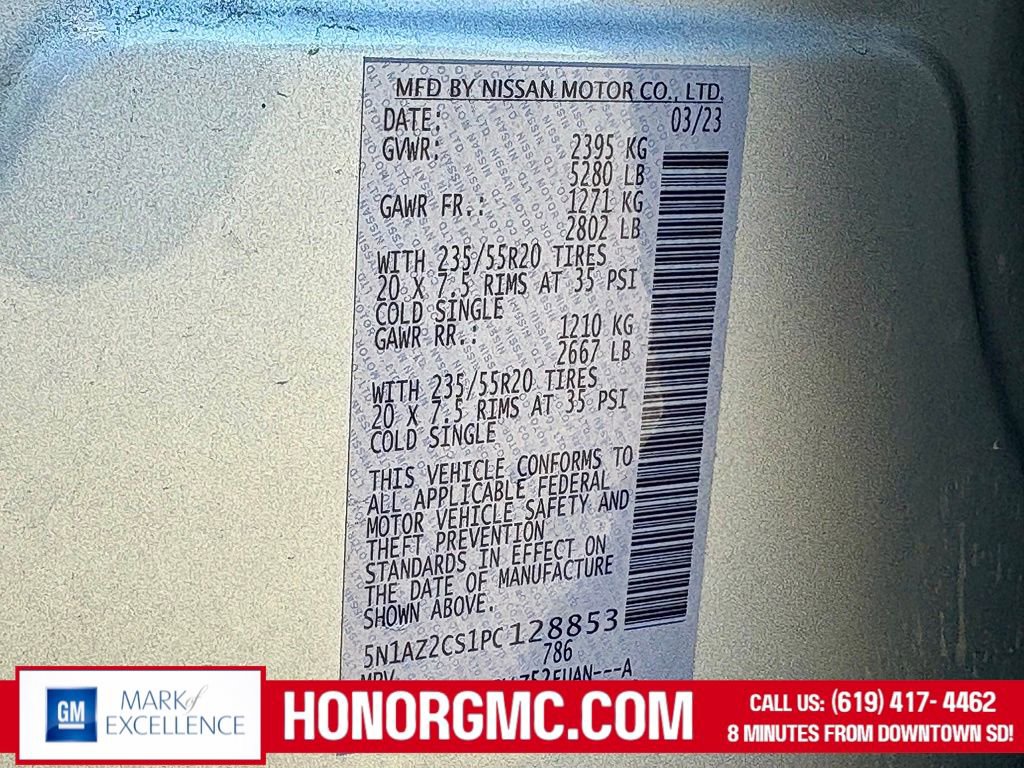 MFD BY NISSAN MOTOR CO., LTD.
DATE: 03/23
GVWR: 2395 KG
5280 LB
GAWR FR.: 1271 KG
2802 LB
WITH 235/55R20 TIRES
20 X 7.5 RIMS AT 35 PSI
COLD SINGLE
GAWR RR.: 1210 KG
2667 LB
WITH 235/55R20 TIRES
20 X 7.5 RIMS AT 35 PSI
COLD SINGLE
THIS VEHICLE CONFORMS TO
ALL APPLICABLE FEDERAL
MOTOR VEHICLE SAFETY AND
THEFT PREVENTION
STANDARDS IN EFFECT ON
THE DATE OF MANUFACTURE
SHOWN ABOVE.
5N1AZ2CS1PC128853
786
MPV
GM
MARK of
EXCELLENCE
HONORGMC.COM
CALL US: (619) 417- 4462
8 MINUTES FROM DOWNTOWN SD!